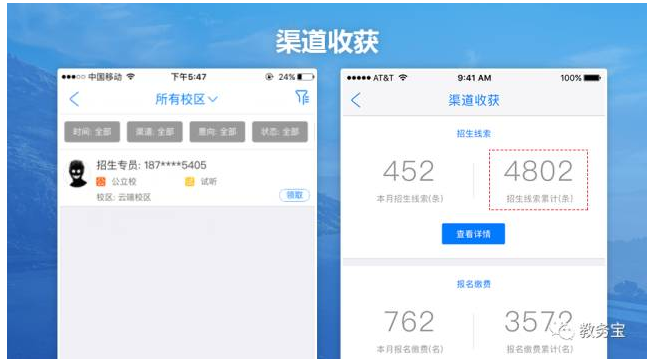 渠道收获
中国移动 下午5:47 24%
所有校区
时间: 全部 渠道: 全部 意向: 全部 状态: 全部
招生专员: 187****5405
公立校 试听
校区: 云端校区
领取
AT&T 9:41 AM 100%
渠道收获
招生线索
452 4802
本月招生线索(条) 招生线索累计(条)
查看详情
报名缴费
762 3572
本月报名缴费(名) 报名缴费累计(名)
教务宝